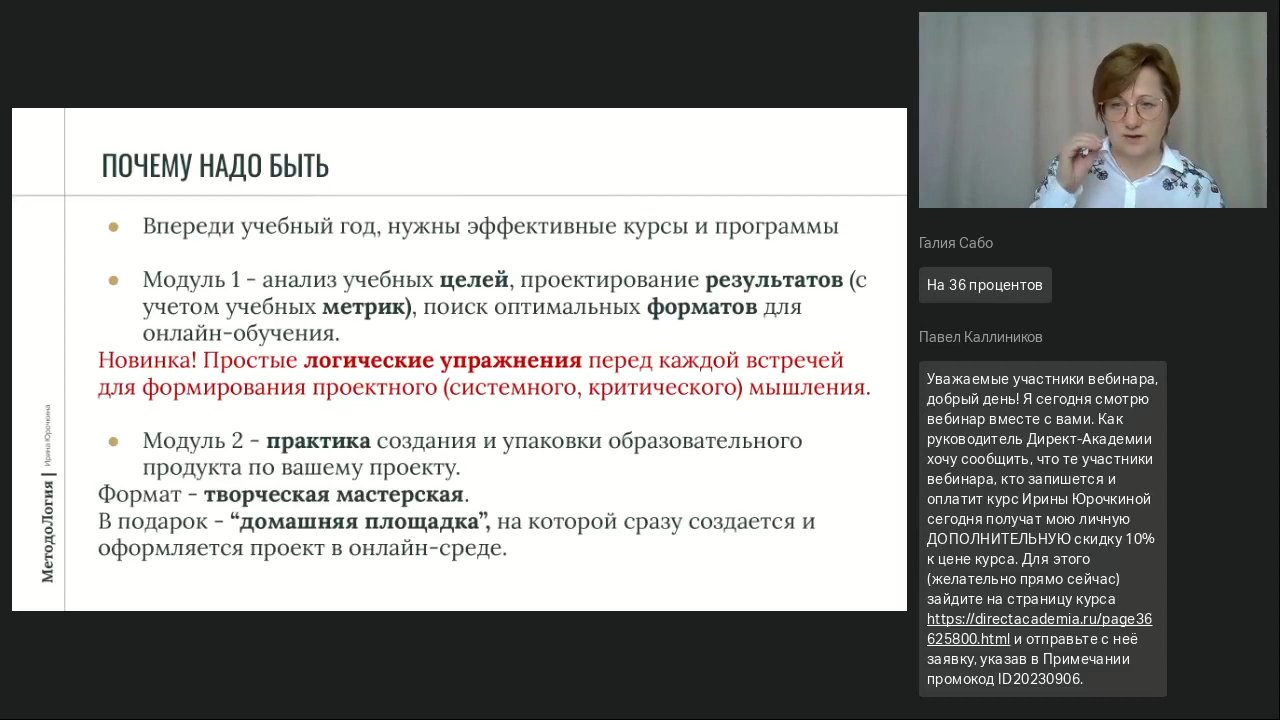 ПОЧЕМУ НАДО БЫТЬ
Впереди учебный год, нужны эффективные курсы и программы
Модуль 1 - анализ учебных целей, проектирование результатов (с
учетом учебных метрик), поиск оптимальных форматов для
онлайн-обучения.
Новинка! Простые логические упражнения перед каждой встречей
для формирования проектного (системного, критического) мышления.
Модуль 2 - практика создания и упаковки образовательного
продукта по вашему проекту.
Формат - творческая мастерская.
В подарок - “домашняя площадка”, на которой сразу создается и
оформляется проект в онлайн-среде.
МетодоЛогия | Ирина Юрочкина
Галия Сабо
На 36 процентов
Павел Каллиников
Уважаемые участники вебинара,
добрый день! Я сегодня смотрю
вебинар вместе с вами. Как
руководитель Директ-Академии
хочу сообщить, что те участники
вебинара, кто запишется и
оплатит курс Ирины Юрочкиной
сегодня получат мою личную
ДОПОЛНИТЕЛЬНУЮ скидку 10%
к цене курса. Для этого
(желательно прямо сейчас)
зайдите на страницу курса
https://directacademia.ru/page36
625800.html и отправьте с неё
заявку, указав в Примечании
промокод ID20230906.